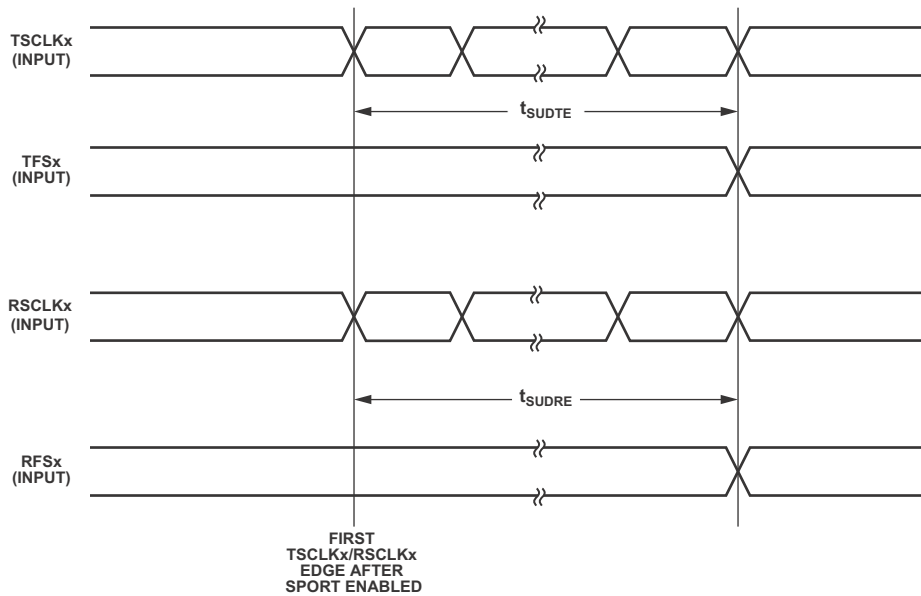 TSCLKx
(INPUT)
tSUDTE
TFSx
(INPUT)
RSCLKx
(INPUT)
tSUDRE
RFSx
(INPUT)
FIRST
TSCLKx/RSCLKx
EDGE AFTER
SPORT ENABLED